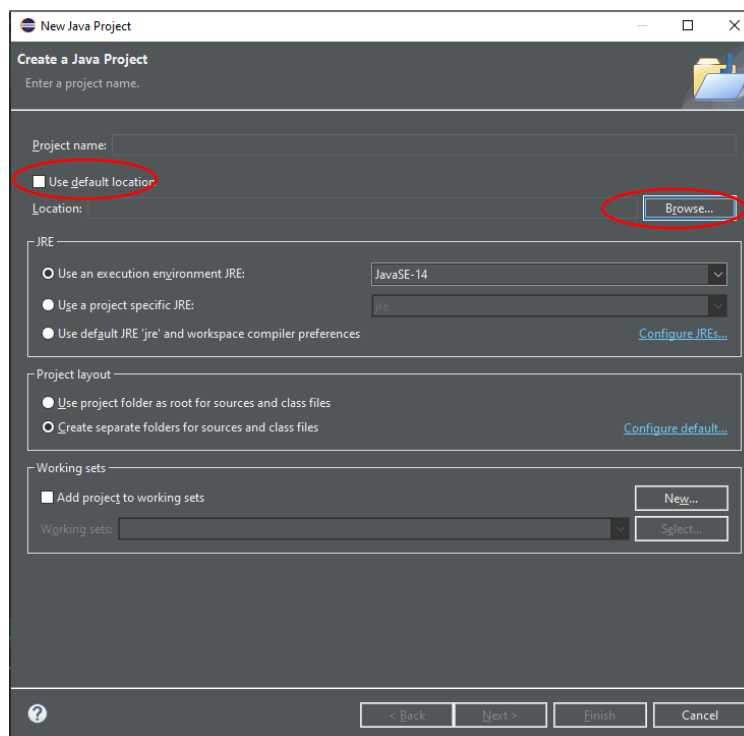 New Java Project
Create a Java Project
Enter a project name.
Project name:
Use default location
Location:
Browse...
JRE
Use an execution environment JRE:
JavaSE-14
Use a project specific JRE:
jre
Use default JRE 'jre' and workspace compiler preferences
Configure JREs...
Project layout
Use project folder as root for sources and class files
Create separate folders for sources and class files
Configure default...
Working sets
Add project to working sets
New...
Working sets:
Select...
?
< Back
Next >
Finish
Cancel